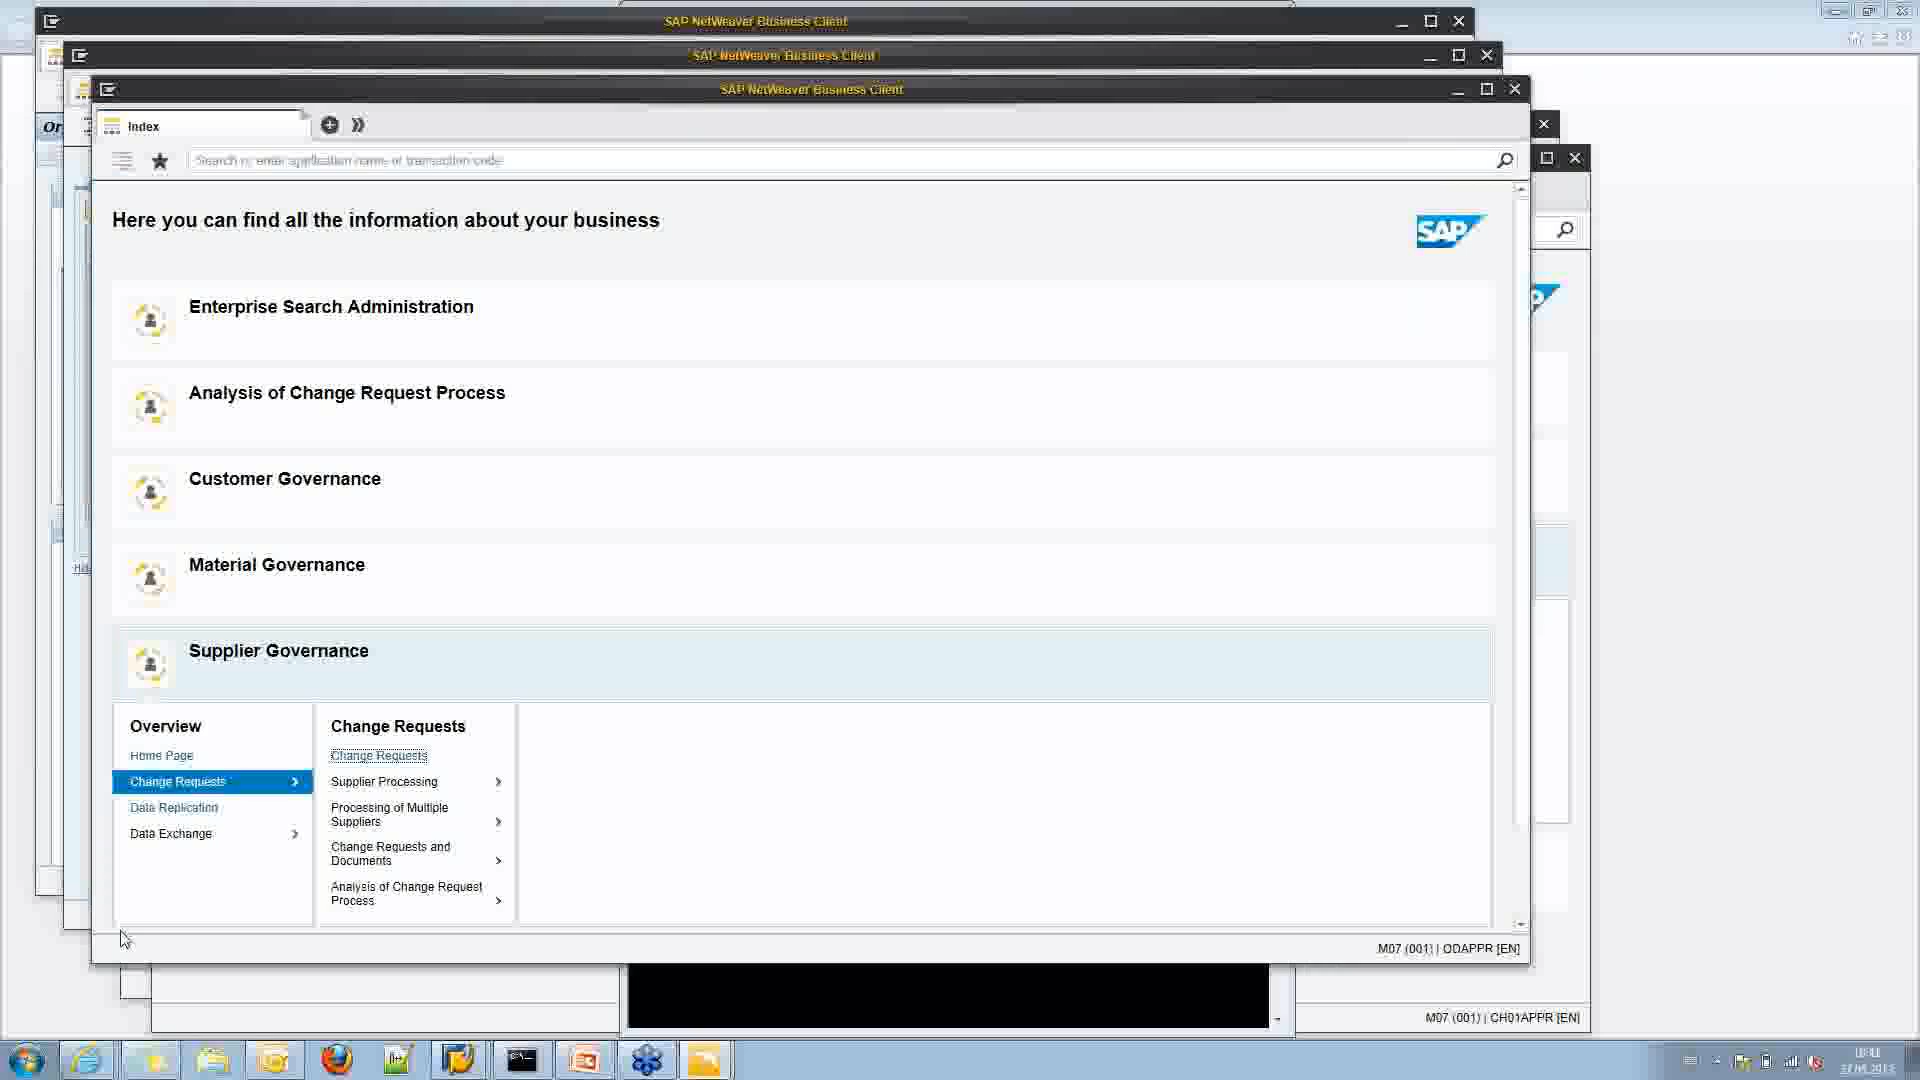 SAP NetWeaver Business Client
SAP NetWeaver Business Client
SAP NetWeaver Business Client
Index
Search or enter application name or transaction code
Here you can find all the information about your business
SAP
Enterprise Search Administration
Analysis of Change Request Process
Customer Governance
Material Governance
Supplier Governance
Overview
Home Page
Change Requests
Data Replication
Data Exchange
Change Requests
Change Requests
Supplier Processing
Processing of Multiple
Suppliers
Change Requests and
Documents
Analysis of Change Request
Process
M07 (001) | ODAPPR [EN]
M07 (001) | CH01APPR [EN]